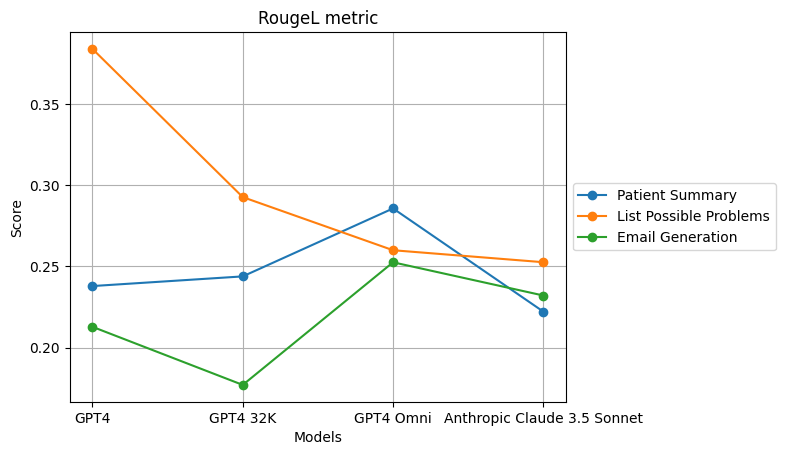 RougeL metric
Score
0.35
0.30
0.25
0.20
GPT4
GPT4 32K
GPT4 Omni
Anthropic Claude 3.5 Sonnet
Models
Patient Summary
List Possible Problems
Email Generation